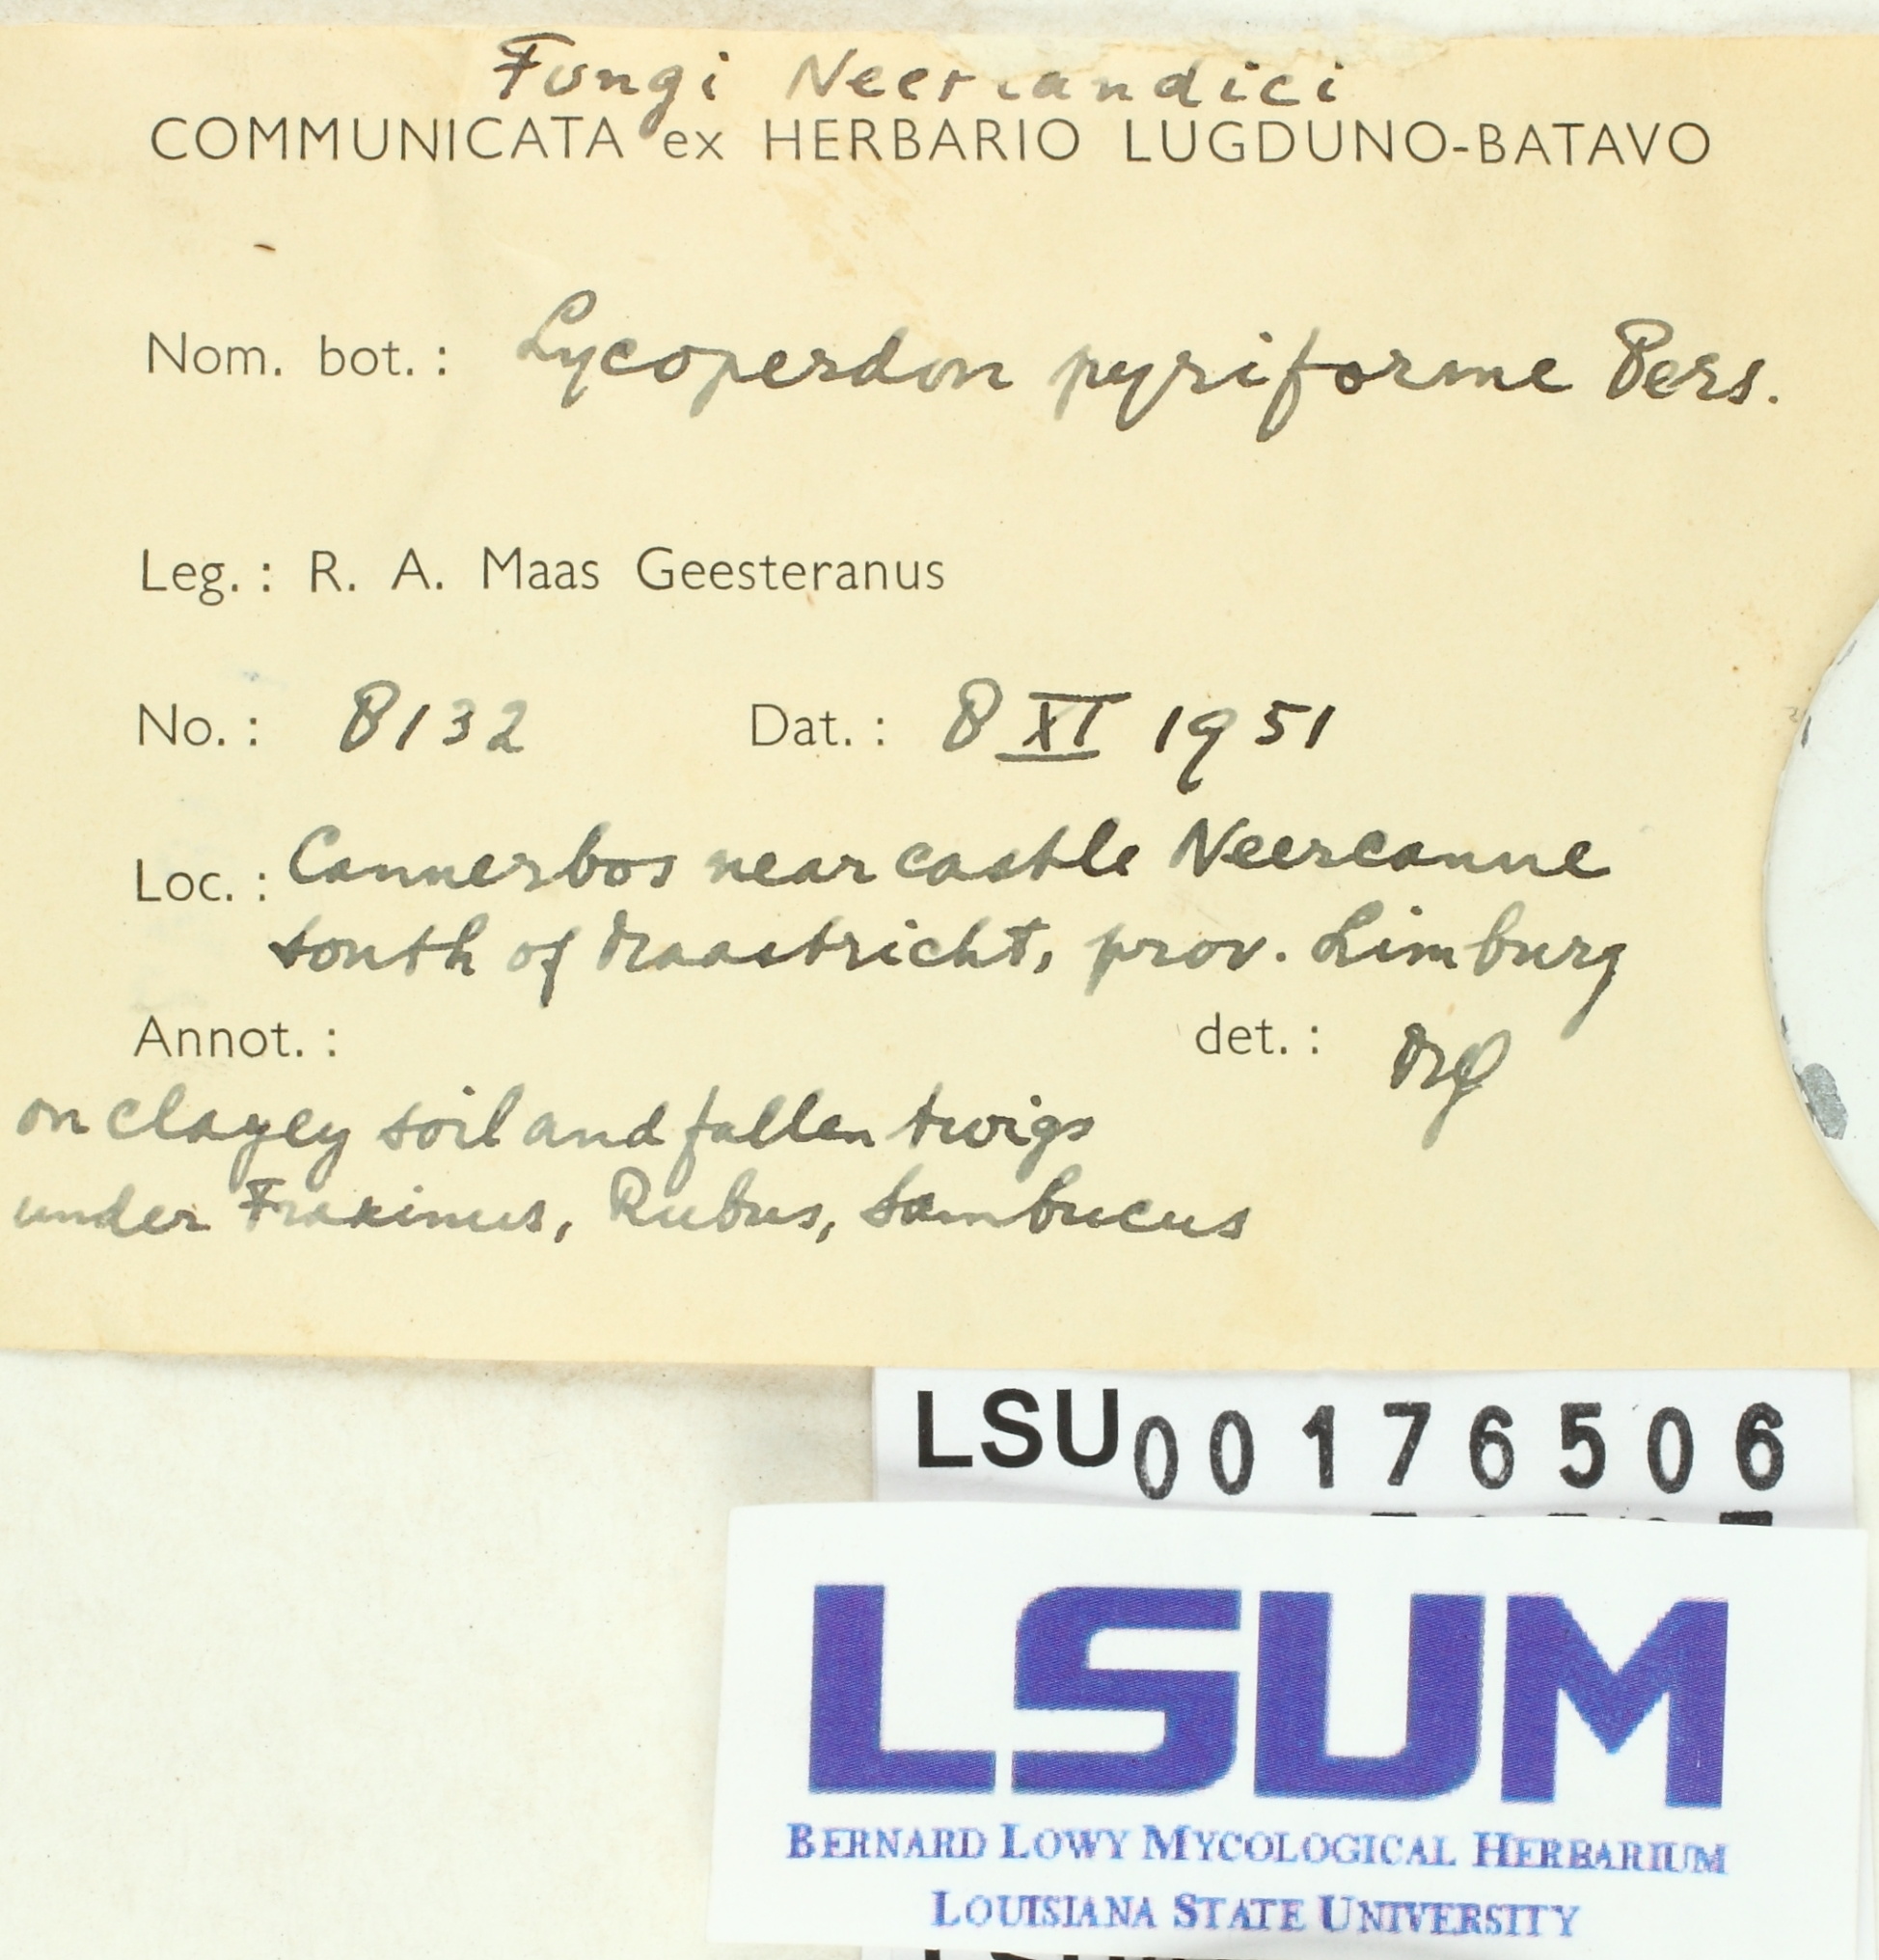 Fungi Neerlandici
COMMUNICATA ex HERBARIO LUGDUNO-BATAVO
Nom. bot. : Lycoperdon pyriforme Pers.
Leg. : R. A. Maas Geesteranus
No. : 8132 Dat. : 8 XI 1951
Loc. : Cannerbos near castle Neercanne
south of Maastricht, prov. Limburg
Annot. : det. : MG
on clayey soil and fallen twigs
under Fraxinus, Rubus, Sambucus
LSU00176506
LSUM
BERNARD LOWY MYCOLOGICAL HERBARIUM
LOUISIANA STATE UNIVERSITY